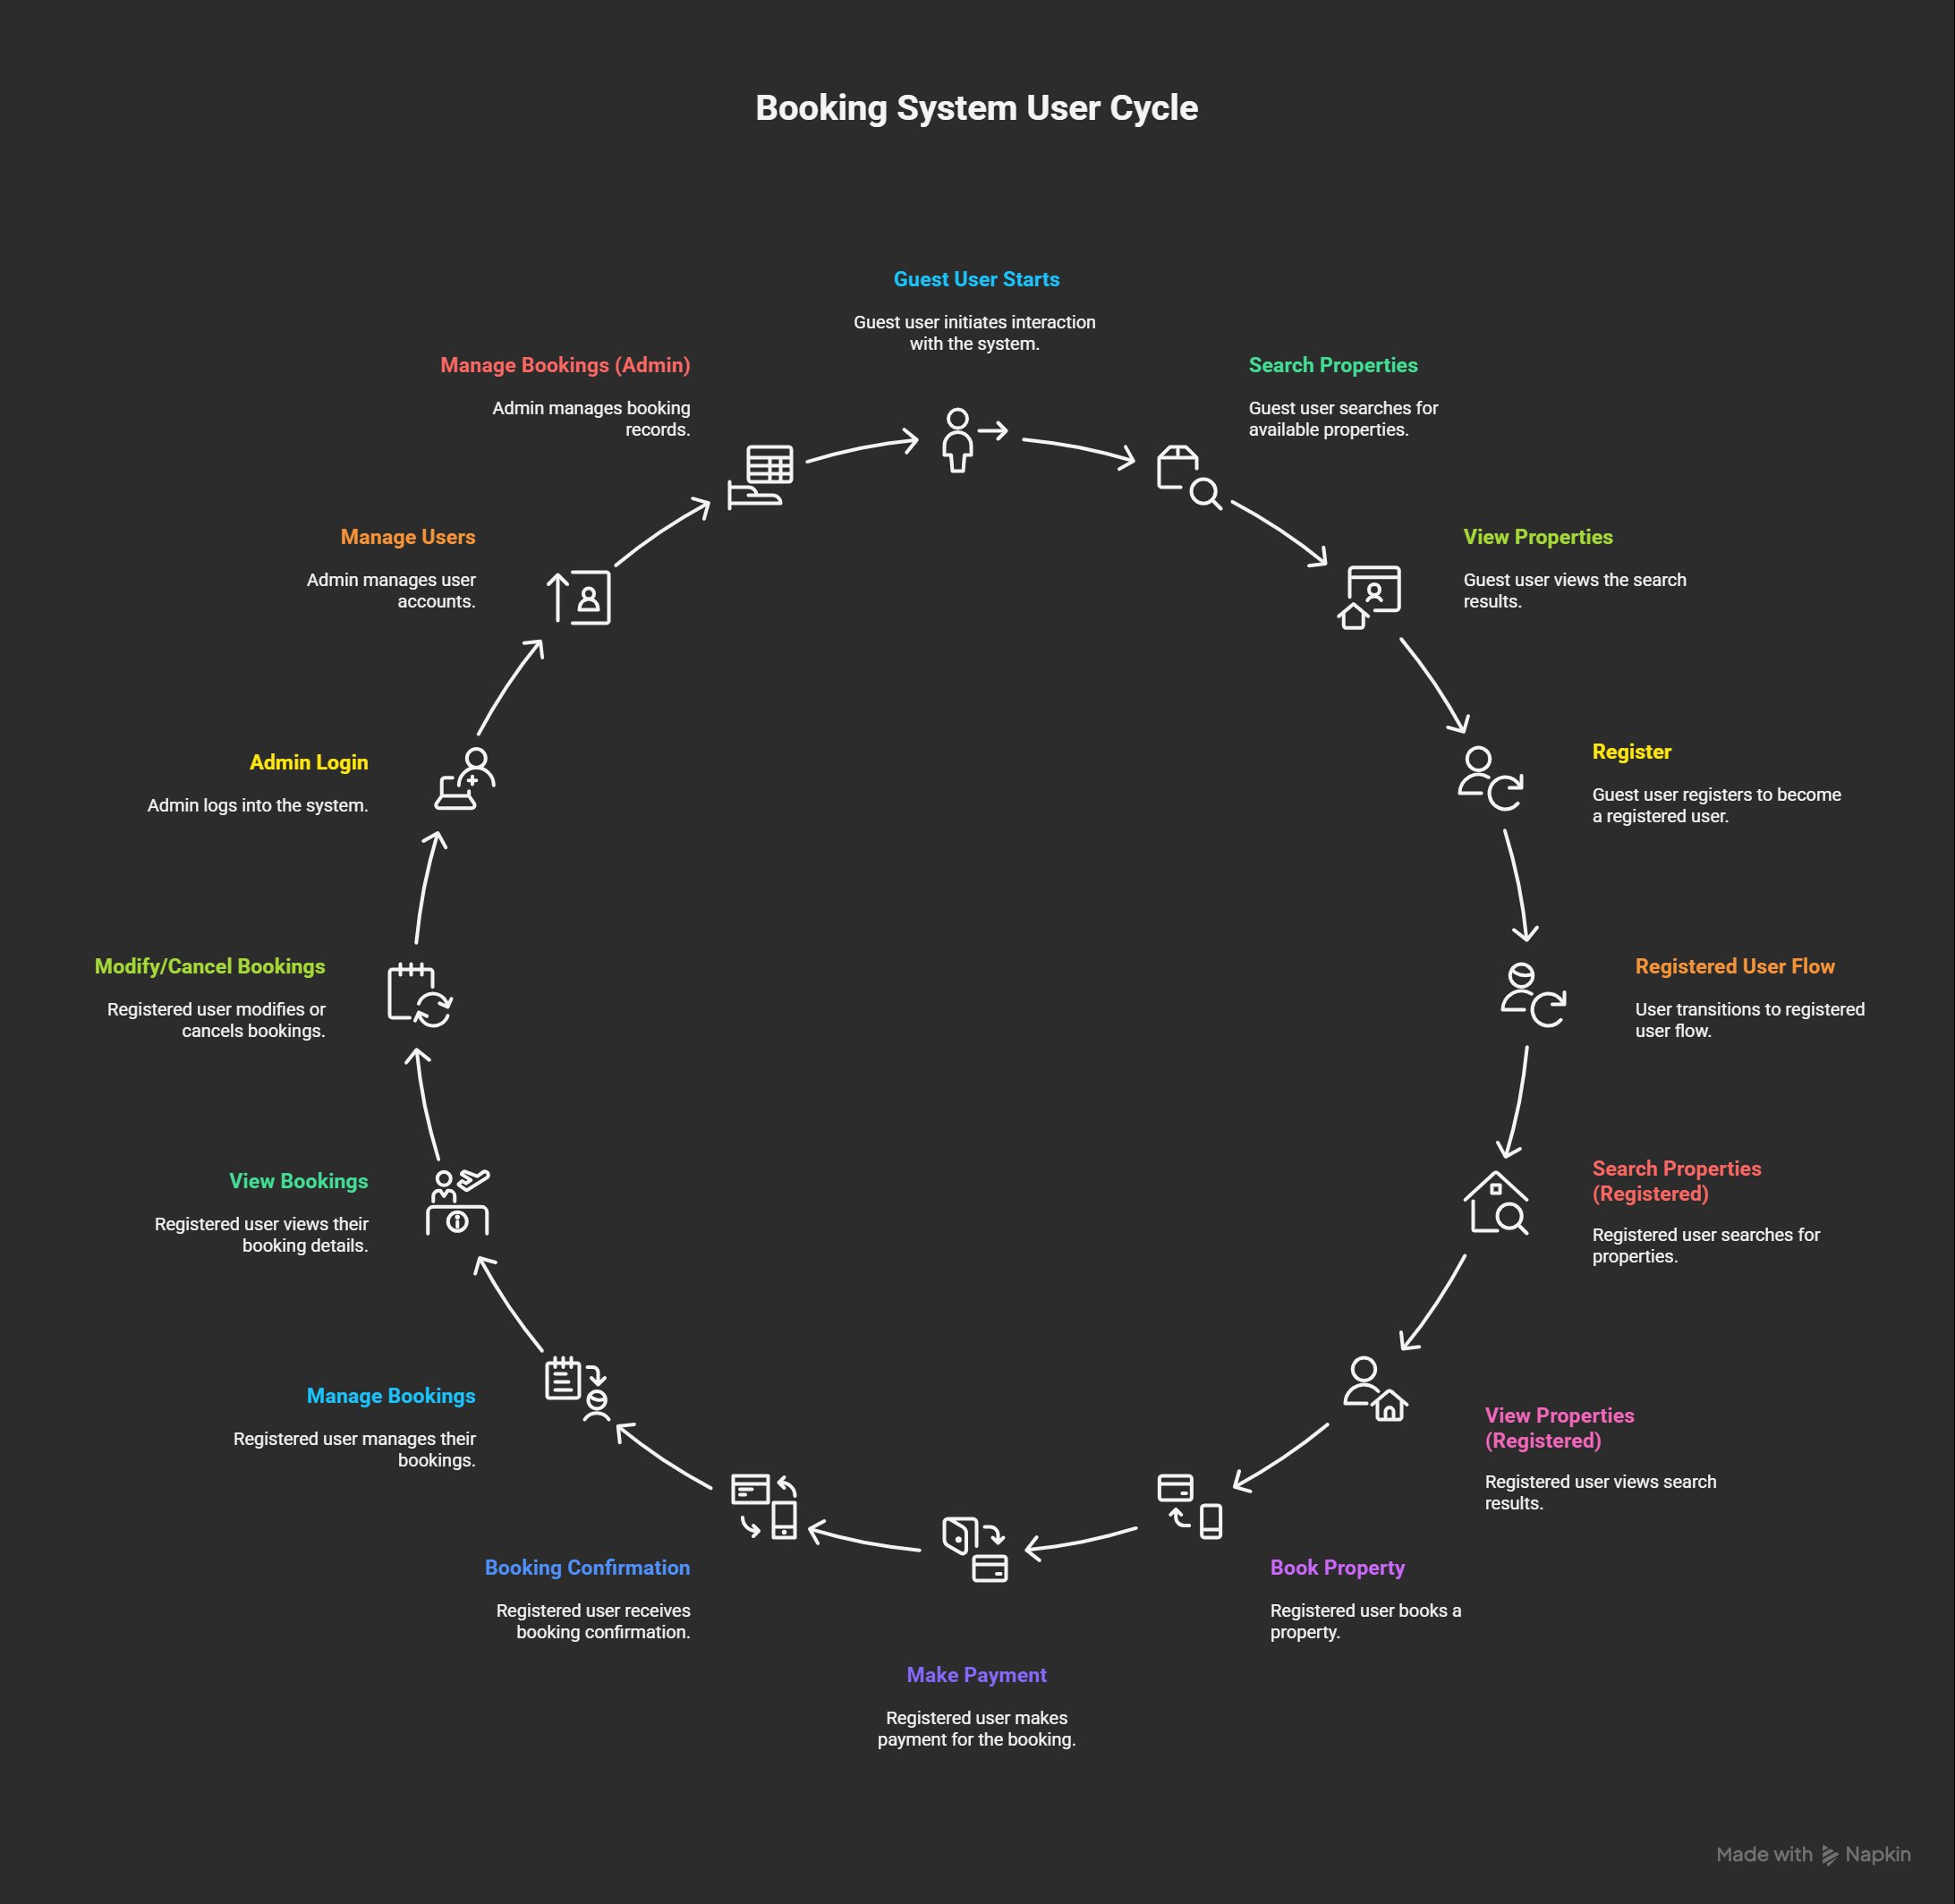 Booking System User Cycle
Guest User Starts
Guest user initiates interaction
with the system.
Search Properties
Guest user searches for
available properties.
View Properties
Guest user views the search
results.
Register
Guest user registers to become
a registered user.
Registered User Flow
User transitions to registered
user flow.
Search Properties
(Registered)
Registered user searches for
properties.
View Properties
(Registered)
Registered user views search
results.
Book Property
Registered user books a
property.
Make Payment
Registered user makes
payment for the booking.
Booking Confirmation
Registered user receives
booking confirmation.
Manage Bookings
Registered user manages their
bookings.
View Bookings
Registered user views their
booking details.
Modify/Cancel Bookings
Registered user modifies or
cancels bookings.
Admin Login
Admin logs into the system.
Manage Users
Admin manages user
accounts.
Manage Bookings (Admin)
Admin manages booking
records.
Made with Napkin